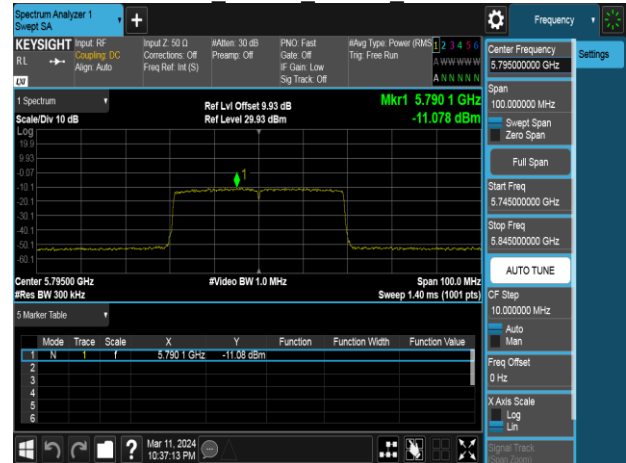 Spectrum Analyzer 1
Swept SA
Frequency
KEYSIGHT
RL
LXI
Input: RF
Coupling: DC
Align: Auto
Input Z: 50 Ω
Corrections: Off
Freq Ref: Int (S)
#Atten: 30 dB
Preamp: Off
PNO: Fast
Gate: Off
IF Gain: Low
Sig Track: Off
#Avg Type: Power (RMS
Trig: Free Run
1 2 3 4 5 6
A W W W W W
A N N N N N
1 Spectrum
Scale/Div 10 dB
Ref Lvl Offset 9.93 dB
Ref Level 29.93 dBm
Mkr1 5.790 1 GHz
-11.078 dBm
Log
19.9
9.93
-0.07
-10.1
-20.1
-30.1
-40.1
-50.1
-60.1
1
Center 5.79500 GHz
#Res BW 300 kHz
#Video BW 1.0 MHz
Span 100.0 MHz
Sweep 1.40 ms (1001 pts)
5 Marker Table
Mode Trace Scale X Y Function Function Width Function Value
1 N 1 f 5.790 1 GHz -11.08 dBm
2
3
4
5
6
Mar 11, 2024
10:37:13 PM
Center Frequency
5.795000000 GHz
Settings
Span
100.000000 MHz
Swept Span
Zero Span
Full Span
Start Freq
5.745000000 GHz
Stop Freq
5.845000000 GHz
AUTO TUNE
CF Step
10.000000 MHz
Auto
Man
Freq Offset
0 Hz
X Axis Scale
Log
Lin
Signal Track
(Span Zoom)